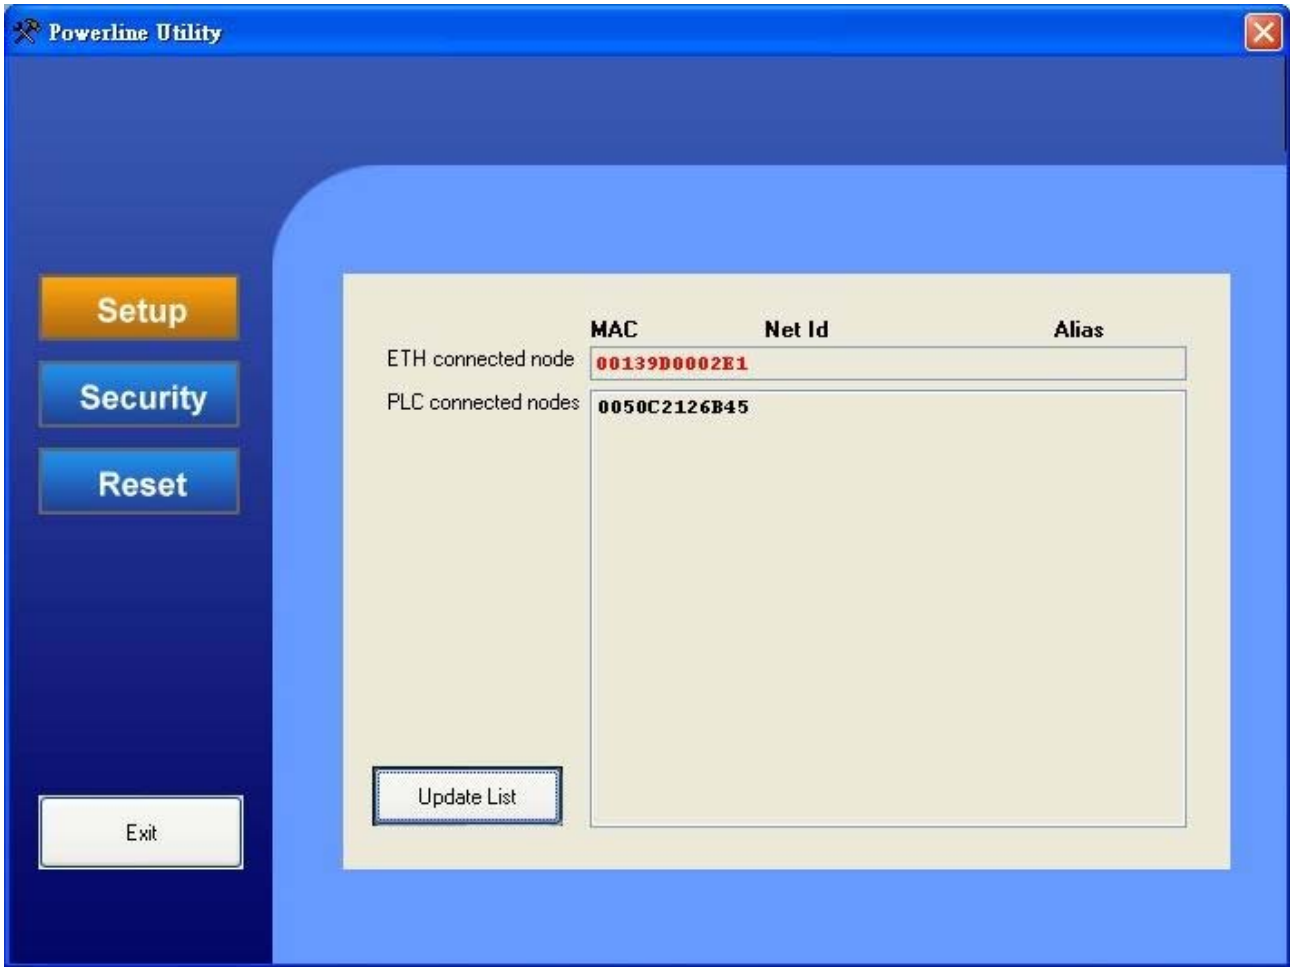 Powerline Utility
Setup
Security
Reset
Exit
MAC Net Id Alias
ETH connected node 00139D0002E1
PLC connected nodes 0050C2126B45
Update List